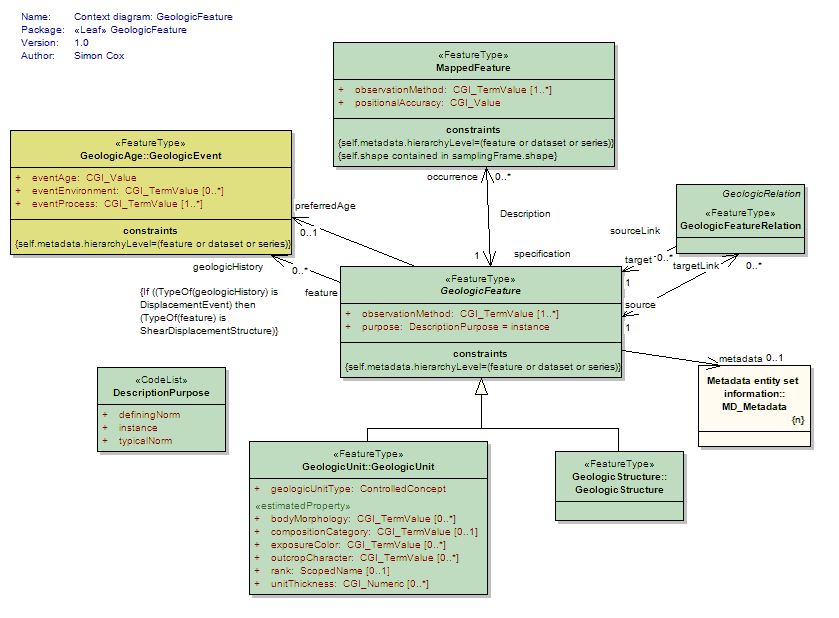 Name: Context diagram: GeologicFeature
Package: «Leaf» GeologicFeature
Version: 1.0
Author: Simon Cox
«FeatureType»
MappedFeature
+ observationMethod: CGI_TermValue [1..*]
+ positionalAccuracy: CGI_Value
constraints
{self.metadata.hierarchyLevel=(feature or dataset or series)}
{self.shape contained in samplingFrame.shape}
«FeatureType»
GeologicAge::GeologicEvent
+ eventAge: CGI_Value
+ eventEnvironment: CGI_TermValue [0..*]
+ eventProcess: CGI_TermValue [1..*]
constraints
{self.metadata.hierarchyLevel=(feature or dataset or series)}
occurrence
0..*
Description
1
specification
preferredAge
0..1
geologicHistory
0..*
feature
{If ((TypeOf(geologicHistory) is
DisplacementEvent) then
(TypeOf(feature) is
ShearDisplacementStructure)}
GeologicRelation
«FeatureType»
GeologicFeatureRelation
sourceLink
0..*
target
1
targetLink
0..*
source
1
«FeatureType»
GeologicFeature
+ observationMethod: CGI_TermValue [1..*]
+ purpose: DescriptionPurpose = instance
constraints
{self.metadata.hierarchyLevel=(feature or dataset or series)}
metadata 0..1
Metadata entity set
information::
MD_Metadata
{n}
«CodeList»
DescriptionPurpose
+ definingNorm
+ instance
+ typicalNorm
«FeatureType»
GeologicUnit::GeologicUnit
+ geologicUnitType: ControlledConcept
«estimatedProperty»
+ bodyMorphology: CGI_TermValue [0..*]
+ compositionCategory: CGI_TermValue [0..1]
+ exposureColor: CGI_TermValue [0..*]
+ outcropCharacter: CGI_TermValue [0..*]
+ rank: ScopedName [0..1]
+ unitThickness: CGI_Numeric [0..*]
«FeatureType»
GeologicStructure::
GeologicStructure